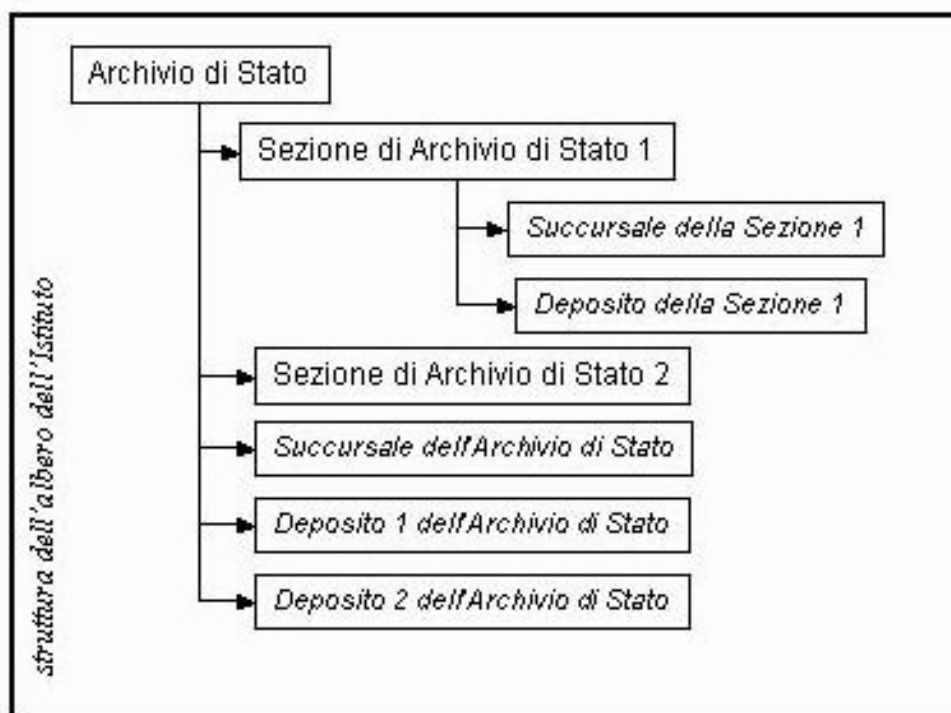 Archivio di Stato
Sezione di Archivio di Stato 1
Succursale della Sezione 1
Deposito della Sezione 1
Sezione di Archivio di Stato 2
Succursale dell'Archivio di Stato
Deposito 1 dell'Archivio di Stato
Deposito 2 dell'Archivio di Stato
struttura dell'albero dell'Istituto